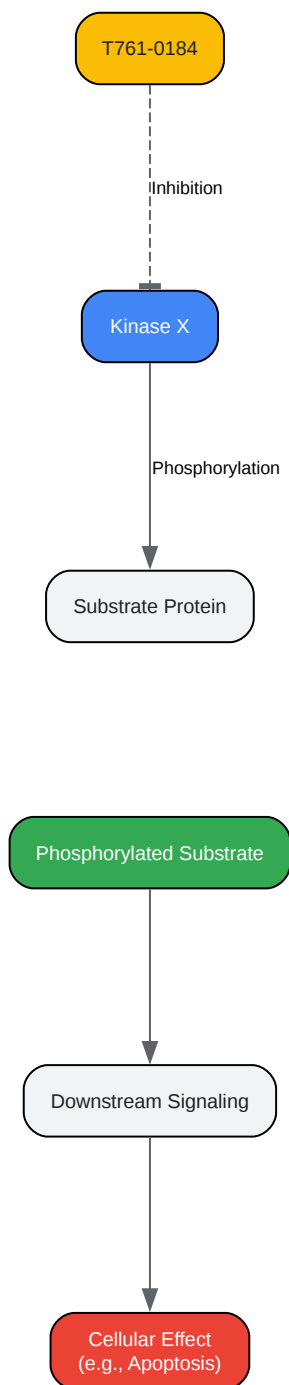 T761-0184
Inhibition
Kinase X
Phosphorylation
Substrate Protein
Phosphorylated Substrate
Downstream Signaling
Cellular Effect
(e.g., Apoptosis)